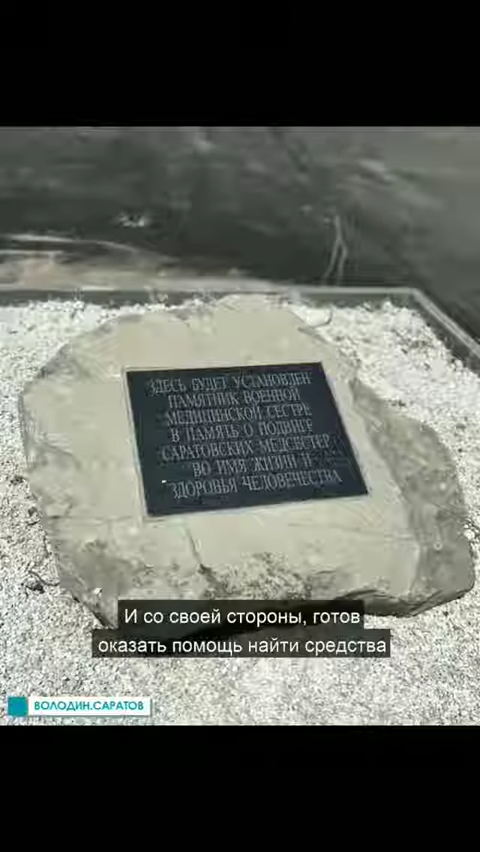 ЗДЕСЬ БУДЕТ УСТАНОВЛЕН
ПАМЯТНИК ВОЕННОЙ
МЕДИЦИНСКОЙ СЕСТРЕ
В ПАМЯТЬ О ПОДВИГЕ
САРАТОВСКИХ МЕДСЕСТЕР
ВО ИМЯ ЖИЗНИ И
ЗДОРОВЬЯ ЧЕЛОВЕЧЕСТВА
И со своей стороны, готов
оказать помощь найти средства
ВОЛОДИН.САРАТОВ